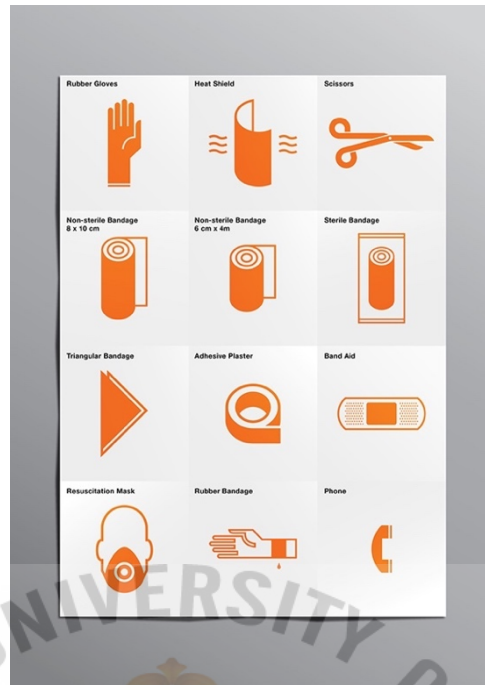 Rubber Gloves
Heat Shield
Scissors
Non-sterile Bandage
8 x 10 cm
Non-sterile Bandage
6 cm x 4m
Sterile Bandage
Triangular Bandage
Adhesive Plaster
Band Aid
Resuscitation Mask
Rubber Bandage
Phone
UNIVERSITY O